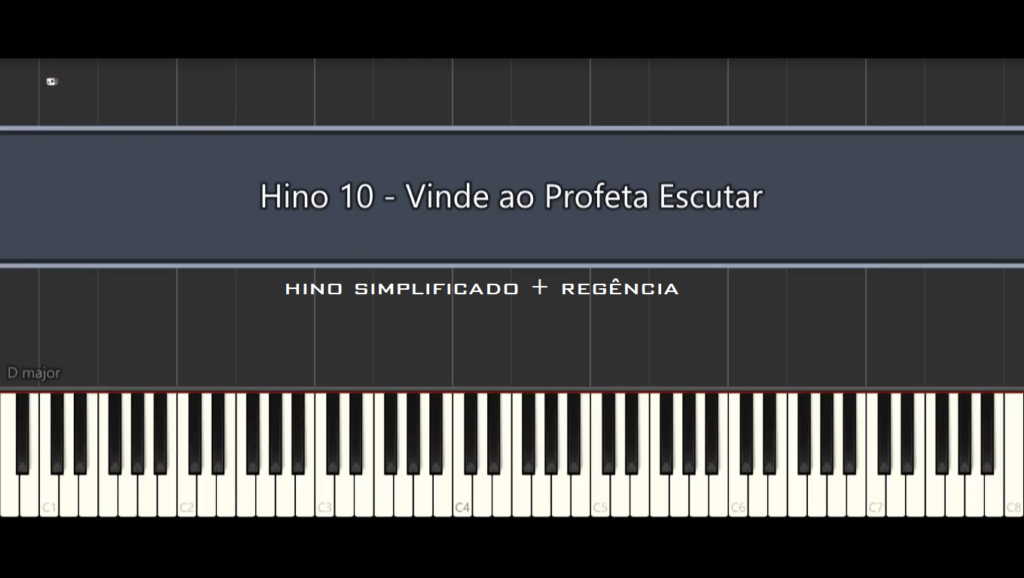 Hino 10 - Vinde ao Profeta Escutar
HINO SIMPLIFICADO + REGÊNCIA
D major
C1 C2 C3 C4 C5 C6 C7 C8